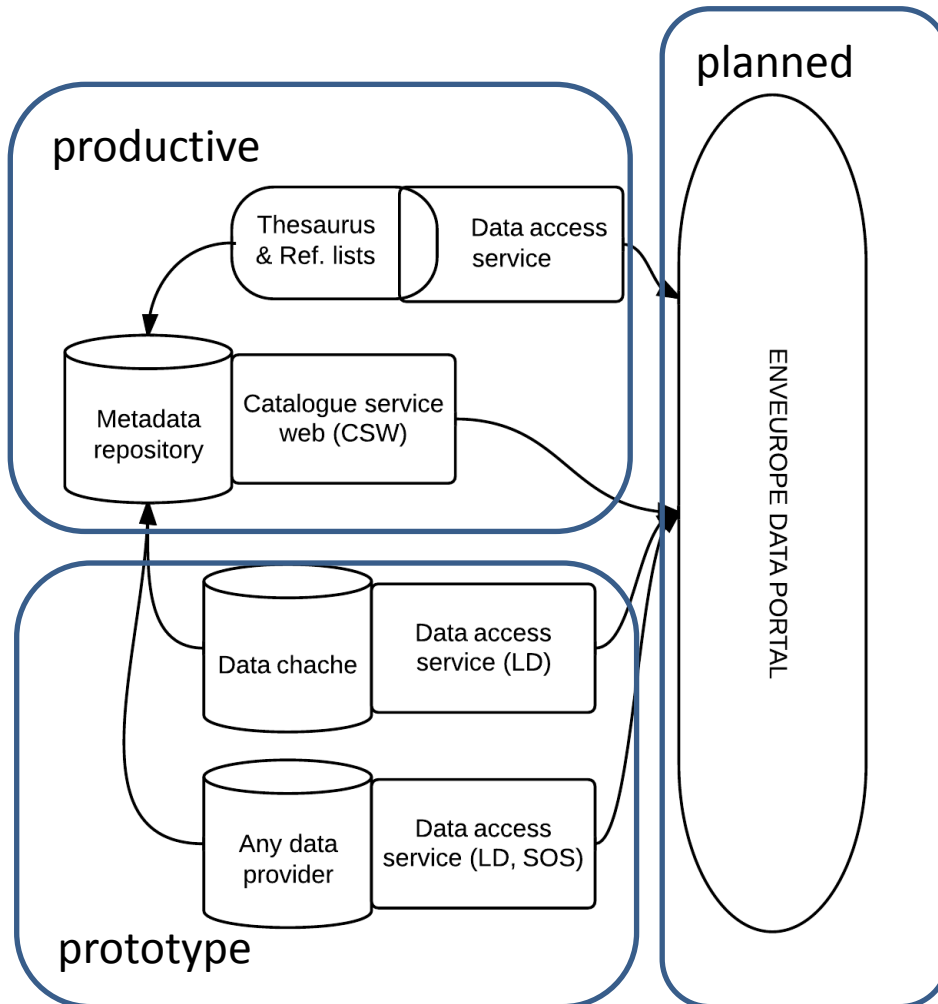 planned
productive
Thesaurus
& Ref. lists
Data access
service
Metadata
repository
Catalogue service
web (CSW)
ENVEUROPE DATA PORTAL
Data chache
Data access
service (LD)
Any data
provider
Data access
service (LD, SOS)
prototype